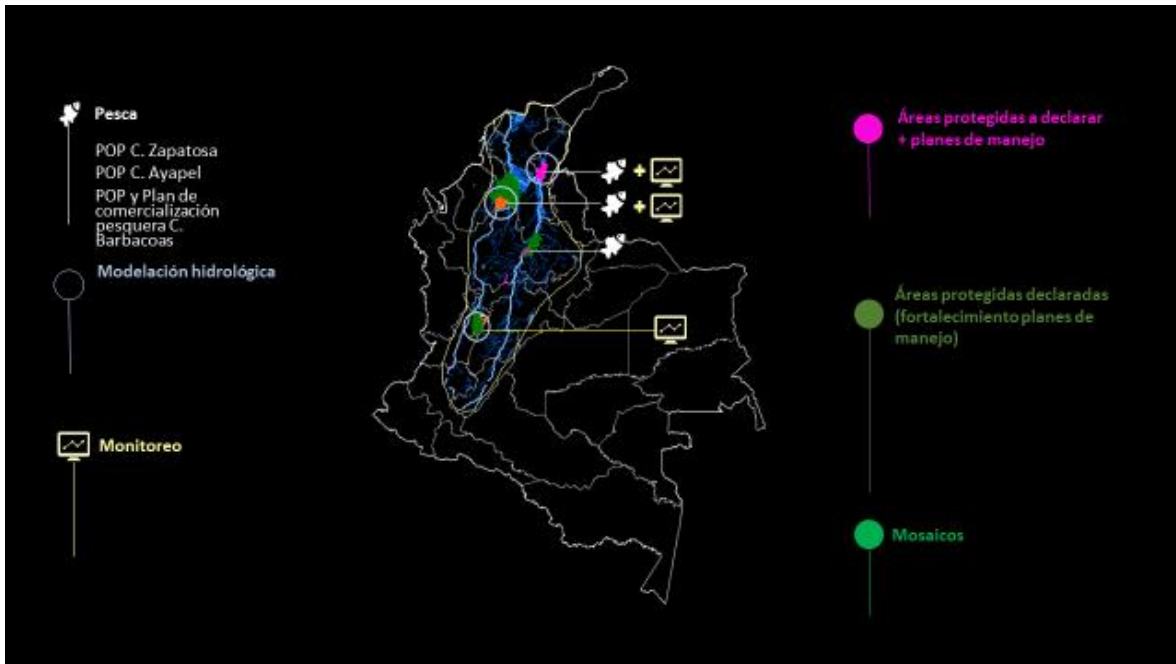 Pesca
POP C. Zapatosa
POP C. Ayapel
POP y Plan de
comercialización
pesquera C.
Barbacoas
Modelación hidrológica
Monitoreo
+
+
Áreas protegidas a declarar
+ planes de manejo
Áreas protegidas declaradas
(fortalecimiento planes de
manejo)
Mosaicos